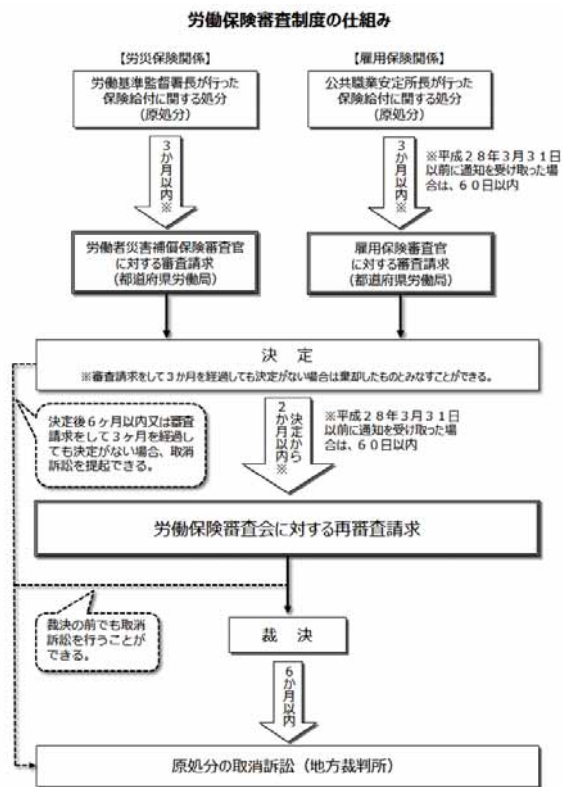 労働保険審査制度の仕組み
【労災保険関係】
【雇用保険関係】
労働基準監督署長が行った
保険給付に関する処分
（原処分）
公共職業安定所長が行った
保険給付に関する処分
（原処分）
3か月以内※
3か月以内※
※平成２８年３月３１日
以前に通知を受け取った場
合は、６０日以内
労働者災害補償保険審査官
に対する審査請求
（都道府県労働局）
雇用保険審査官
に対する審査請求
（都道府県労働局）
決　定
※審査請求をして３か月を経過しても決定がない場合は棄却したものとみなすことができる。
決定後６ヶ月以内又は審査
請求をして３ヶ月を経過し
ても決定がない場合、取消
訴訟を提起できる。
決定から
2か月以内※
※平成２８年３月３１日
以前に通知を受け取った場
合は、６０日以内
労働保険審査会に対する再審査請求
裁決の前でも取消
訴訟を行うことが
できる。
裁　決
6か月以内
原処分の取消訴訟（地方裁判所）